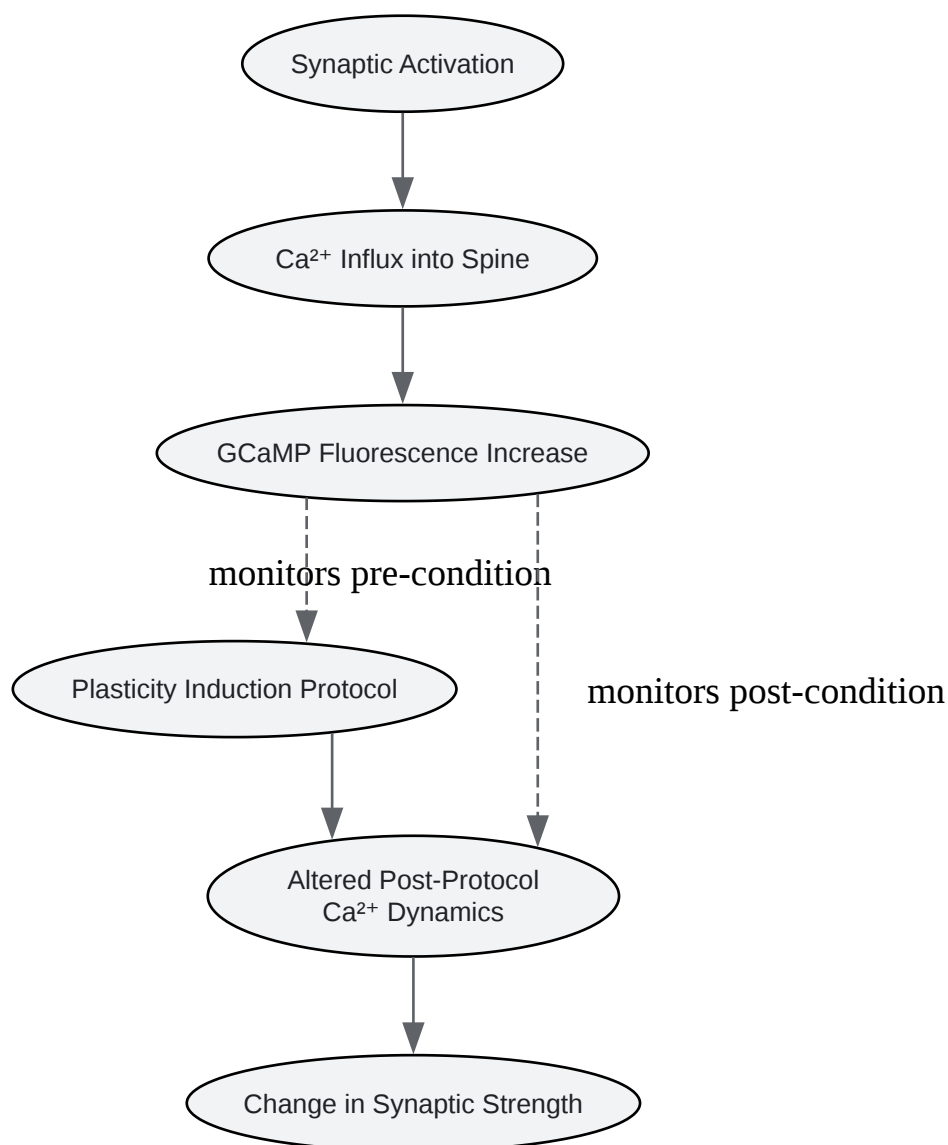 Synaptic Activation
Ca²⁺ Influx into Spine
GCaMP Fluorescence Increase
monitors pre-condition
Plasticity Induction Protocol
monitors post-condition
Altered Post-Protocol
Ca²⁺ Dynamics
Change in Synaptic Strength